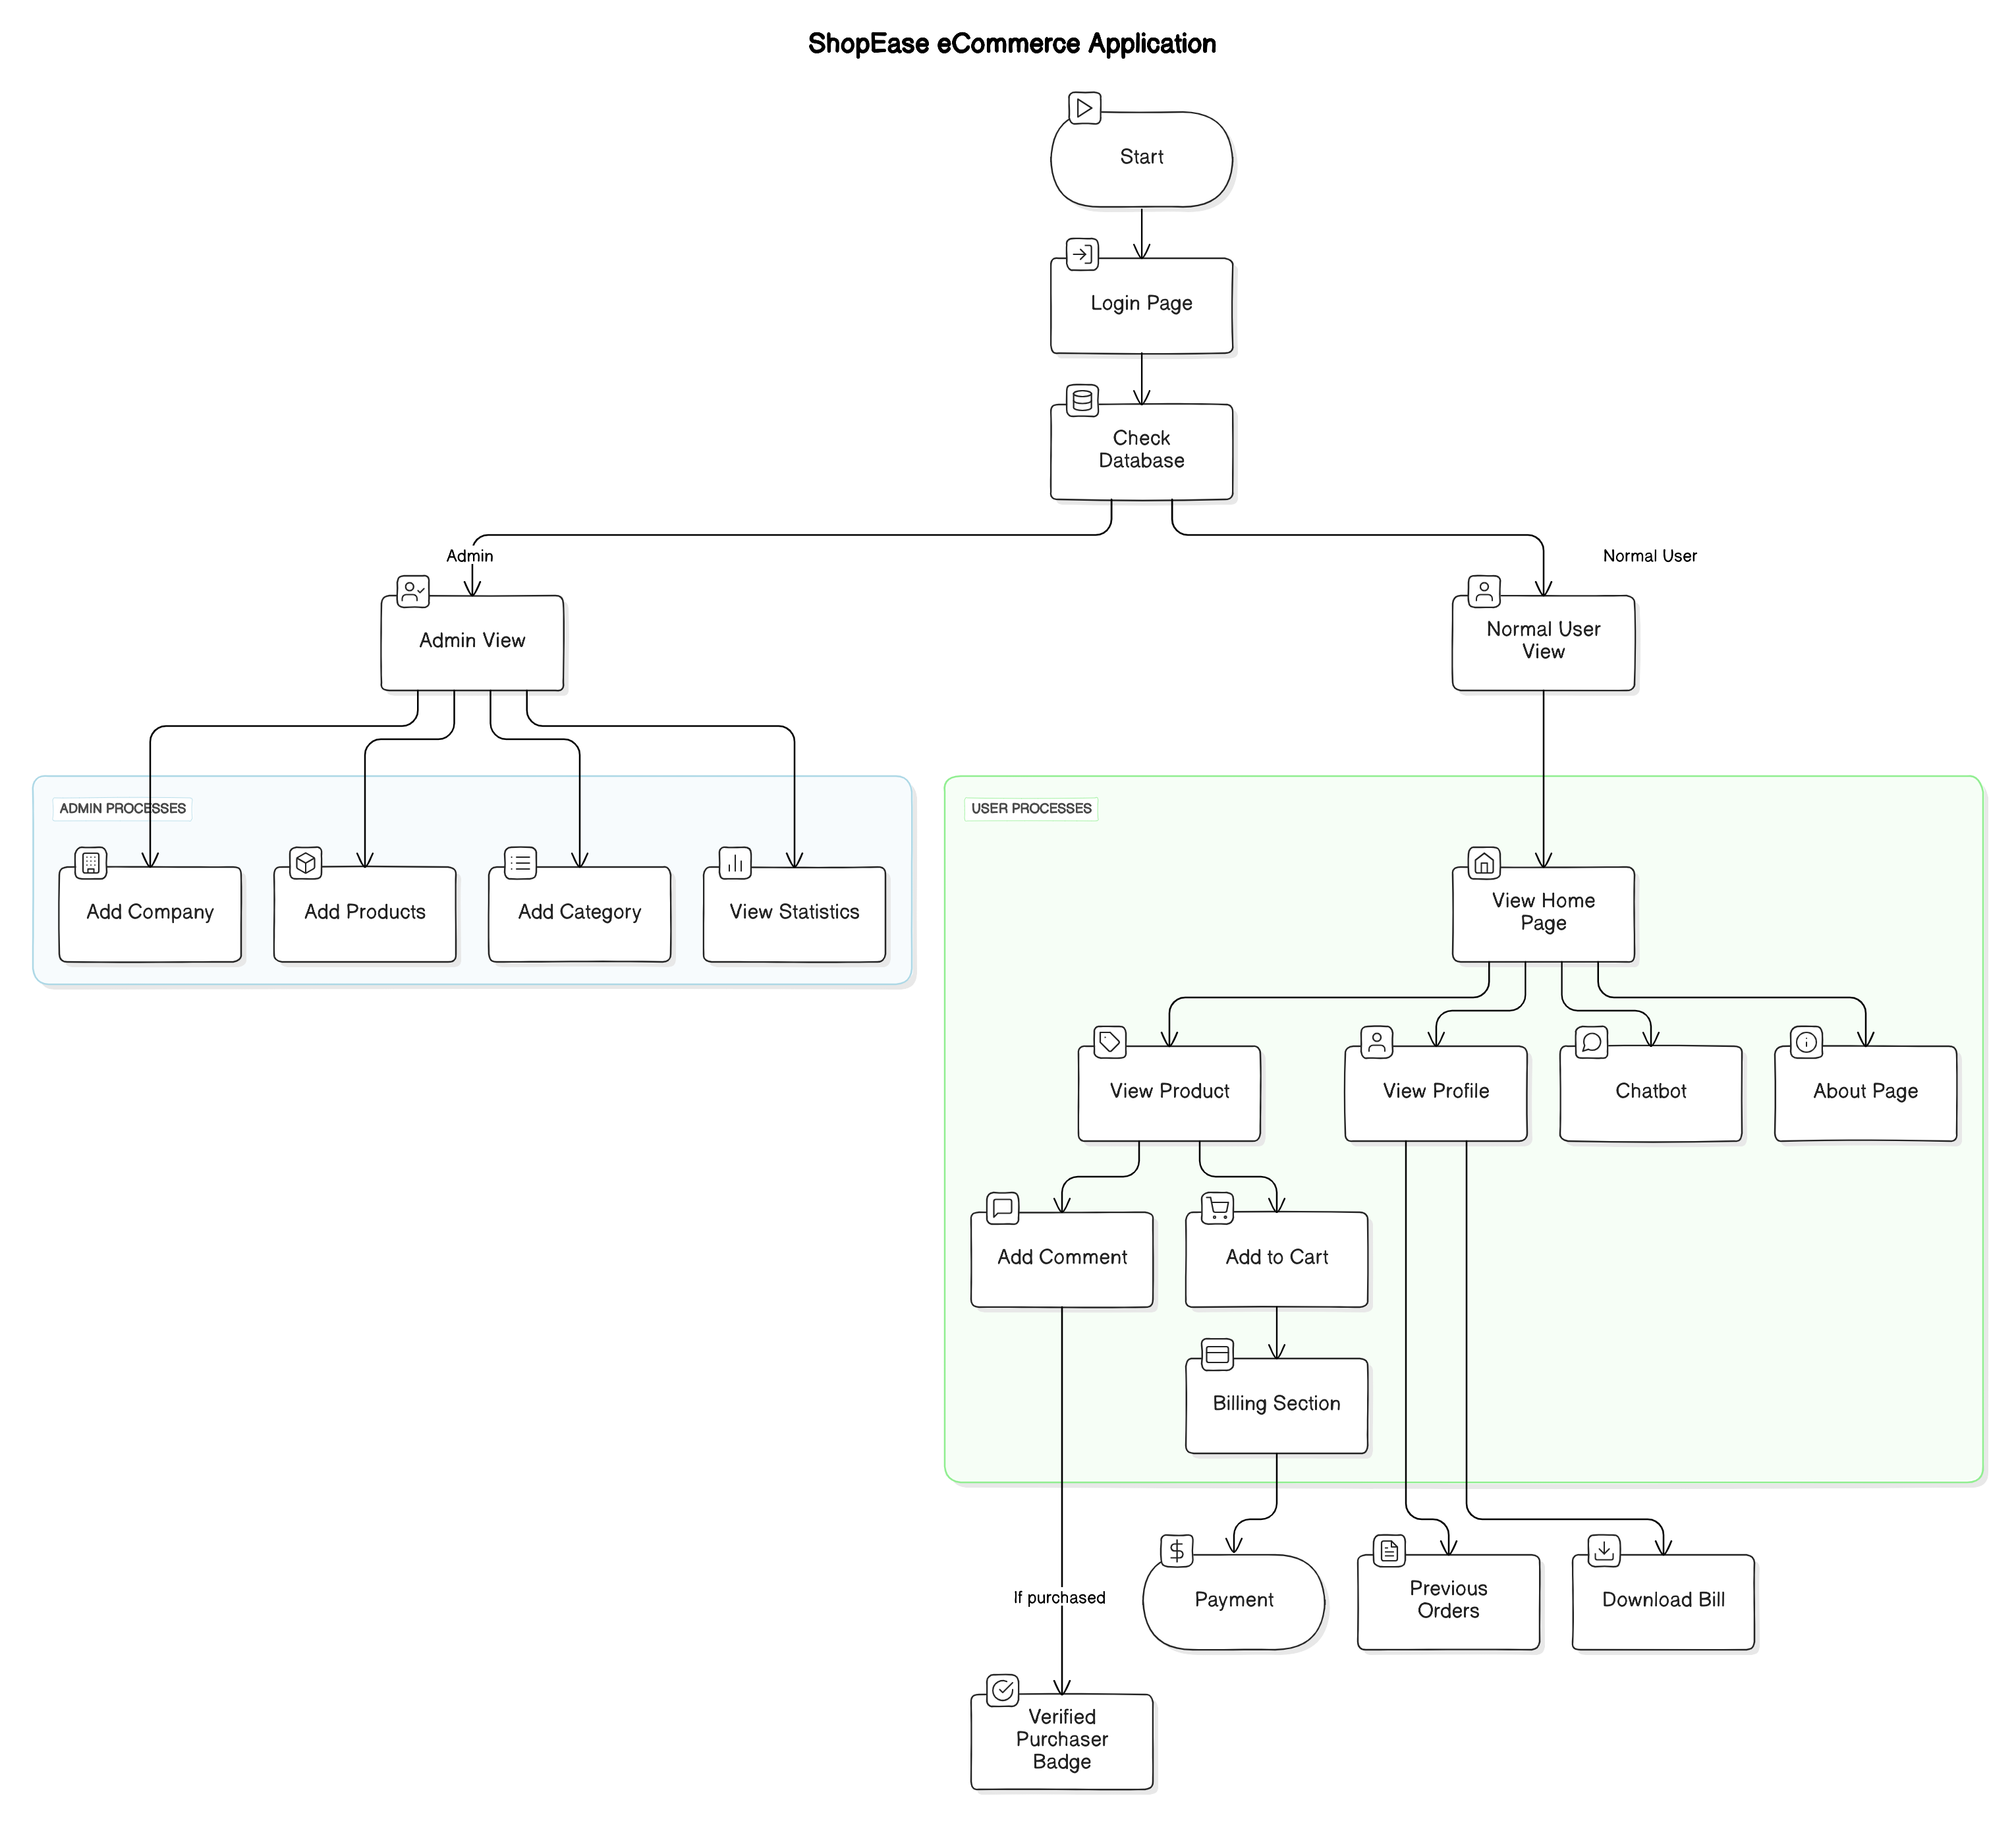 ShopEase eCommerce Application
Start
Login Page
Check
Database
Admin
Normal User
Admin View
Normal User
View
ADMIN PROCESSES
USER PROCESSES
Add Company
Add Products
Add Category
View Statistics
View Home
Page
View Product
View Profile
Chatbot
About Page
Add Comment
Add to Cart
Billing Section
If purchased
Payment
Previous
Orders
Download Bill
Verified
Purchaser
Badge